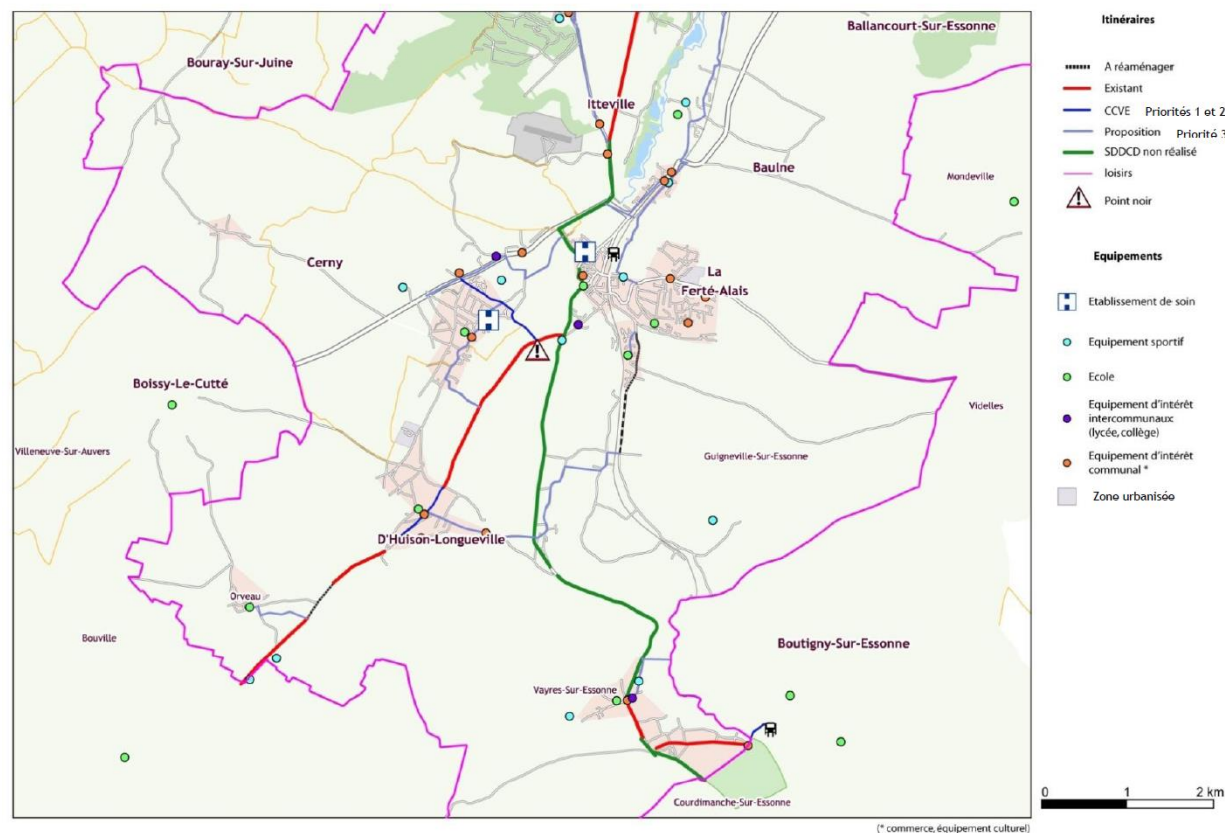 Bouray-Sur-Juine
Ballancourt-Sur-Essonne
Itteville
Baulne
Mondeville
Cerny
La
Ferté-Alais
Boissy-Le-Cutté
Villeneuve-Sur-Auvers
Videlles
Guigneville-Sur-Essonne
D'Huison-Longueville
Orveau
Bouville
Boutigny-Sur-Essonne
Vayres-Sur-Essonne
Courdimanche-Sur-Essonne
Itinéraires
A réaménager
Existant
CCVE Priorités 1 et 2
Proposition Priorité 3
SDDCD non réalisé
loisirs
Point noir
Equipements
Etablissement de soin
Equipement sportif
Ecole
Equipement d'intérêt
intercommunaux
(lycée, collège)
Equipement d'intérêt
communal *
Zone urbanisée
0 1 2 km
(* commerce, équipement culturel)